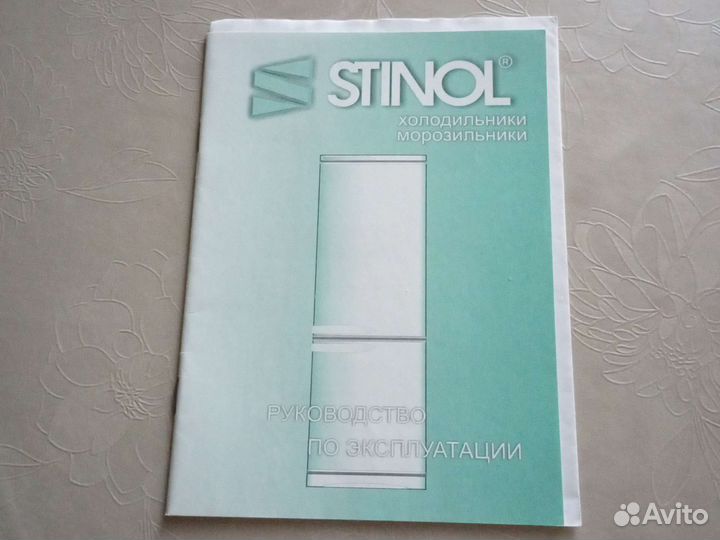 STINOL®
холодильники
морозильники
РУКОВОДСТВО
ПО ЭКСПЛУАТАЦИИ
Avito